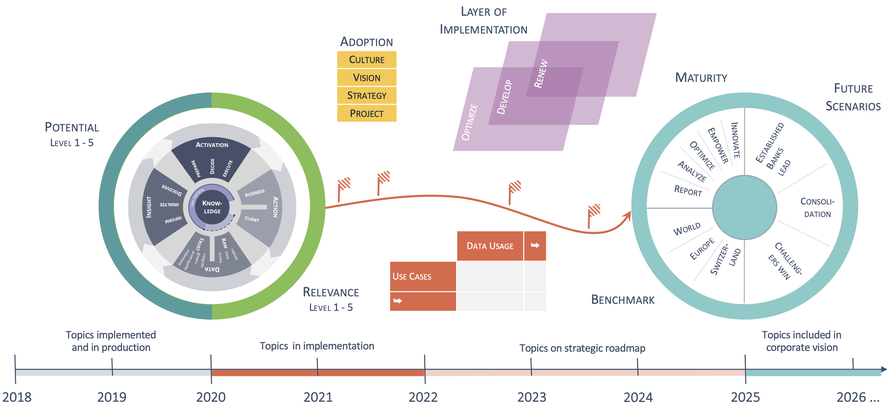 LAYER OF
IMPLEMENTATION
ADOPTION
CULTURE
VISION
STRATEGY
PROJECT
OPTIMIZE
DEVELOP
RENEW
MATURITY
FUTURE
SCENARIOS
POTENTIAL
LEVEL 1 - 5
ACTIVATION
PREPARE
DECIDE
EXECUTE
INSIGHT
DISCOVER
ANALYZE
INFORM
KNOW-
LEDGE
ACTION
DEFENSIVE
CLIENT
DATA
TRUST
RAW
RELEVANCE
LEVEL 1 - 5
DATA USAGE
USE CASES
REPORT
ANALYZE
OPTIMIZE
EMPOWER
INNOVATE
ESTABLISHED
BANKS
LEAD
CONSOLI-
DATION
CHALLENG-
ERS WIN
WORLD
EUROPE
SWITZER-
LAND
BENCHMARK
Topics implemented
and in production
Topics in implementation
Topics on strategic roadmap
Topics included in
corporate vision
2018
2019
2020
2021
2022
2023
2024
2025
2026 ...